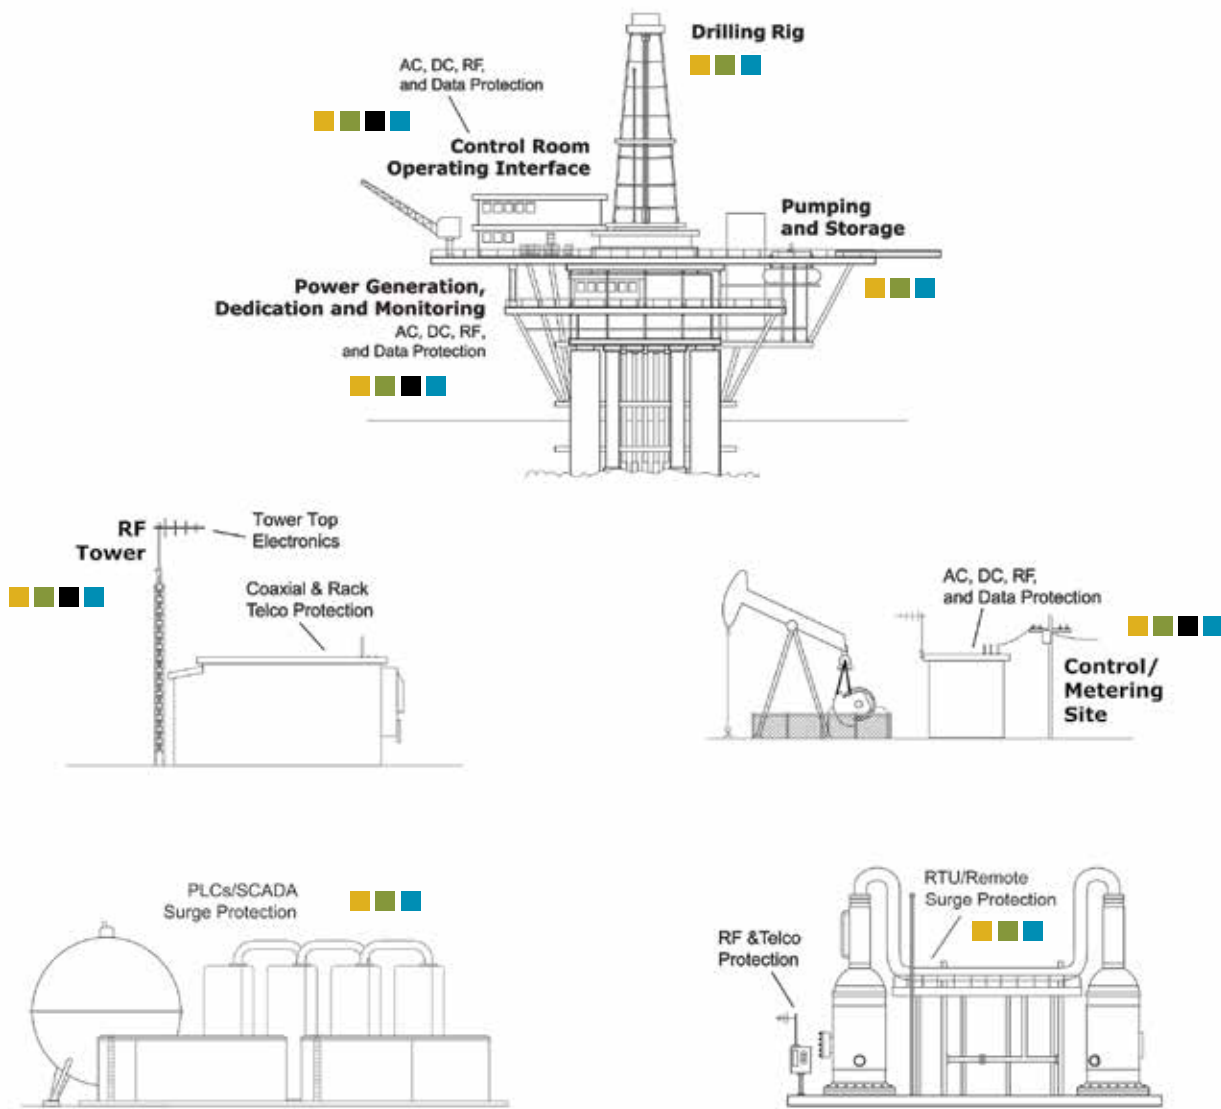 Drilling Rig
AC, DC, RF,
and Data Protection
Control Room
Operating Interface
Pumping
and Storage
Power Generation,
Dedication and Monitoring
AC, DC, RF,
and Data Protection
RF
Tower
Tower Top
Electronics
Coaxial & Rack
Telco Protection
AC, DC, RF,
and Data Protection
Control/
Metering
Site
PLCs/SCADA
Surge Protection
RTU/Remote
Surge Protection
RF &Telco
Protection